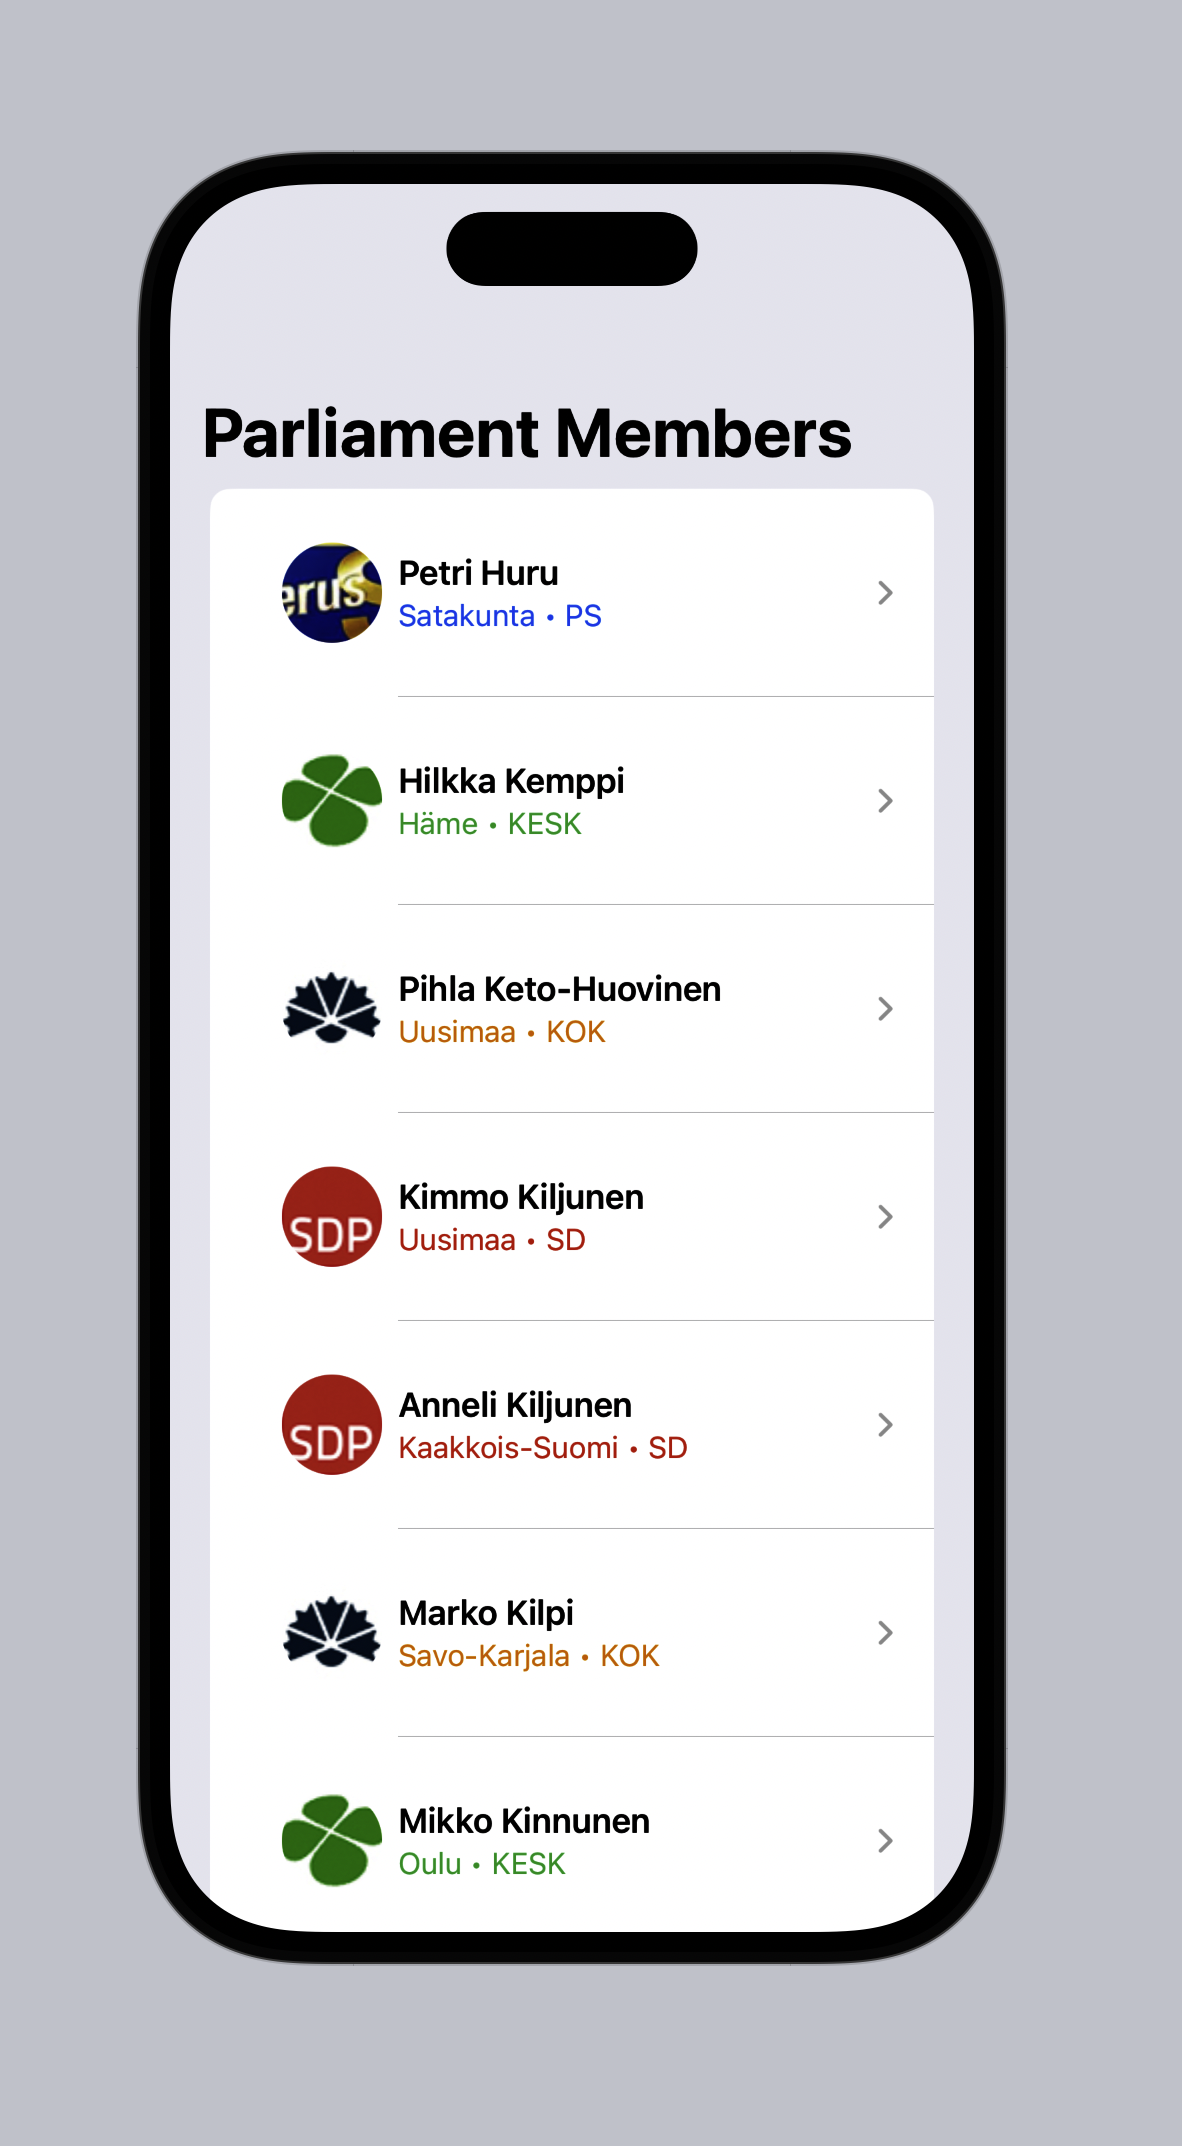 Parliament Members
erus
Petri Huru
Satakunta • PS
Hilkka Kemppi
Häme • KESK
Pihla Keto-Huovinen
Uusimaa • KOK
SDP
Kimmo Kiljunen
Uusimaa • SD
SDP
Anneli Kiljunen
Kaakkois-Suomi • SD
Marko Kilpi
Savo-Karjala • KOK
Mikko Kinnunen
Oulu • KESK